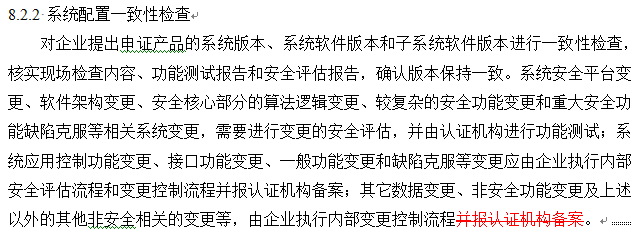 8.2.2 系统配置一致性检查
对企业提出申证产品的系统版本、系统软件版本和子系统软件版本进行一致性检查，
核实现场检查内容、功能测试报告和安全评估报告，确认版本保持一致。系统安全平台变
更、软件架构变更、安全核心部分的算法逻辑变更、较复杂的安全功能变更和重大安全功
能缺陷克服等相关系统变更，需要进行变更的安全评估，并由认证机构进行功能测试；系
统应用控制功能变更、接口功能变更、一般功能变更和缺陷克服等变更应由企业执行内部
安全评估流程和变更控制流程并报认证机构备案；其它数据变更、非安全功能变更及上述
以外的其他非安全相关的变更等，由企业执行内部变更控制流程并报认证机构备案。